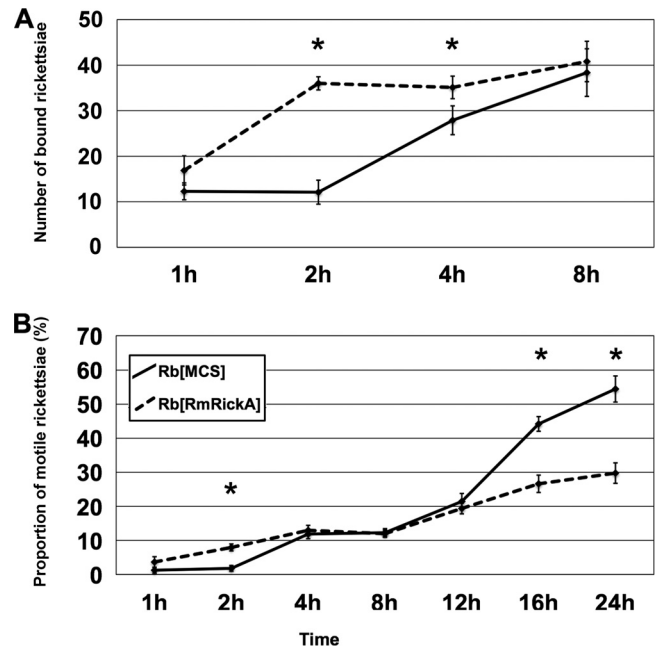 A
Number of bound rickettsiae
50
40
30
20
10
0
*
*
1h 2h 4h 8h
B
Proportion of motile rickettsiae (%)
70
60
50
40
30
20
10
0
Rb[MCS]
Rb[RmRickA]
*
*
*
1h 2h 4h 8h 12h 16h 24h
Time